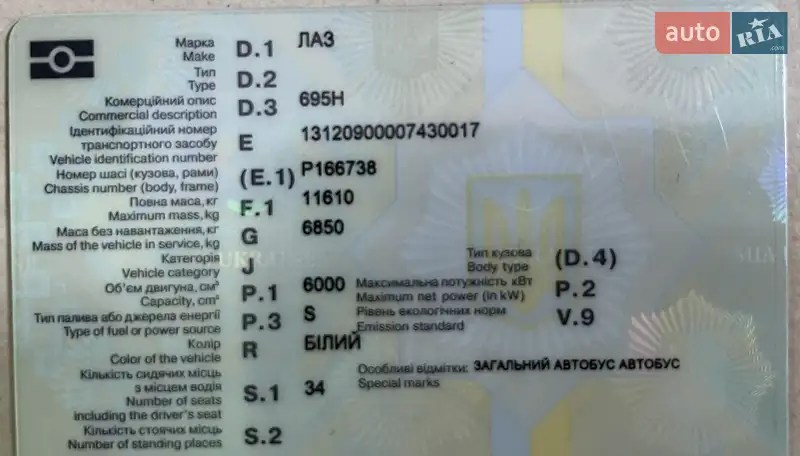 auto RIA .com
Марка
Make D.1 ЛАЗ
Тип
Type D.2
Комерційний опис
Commercial description D.3 695Н
Ідентифікаційний номер
транспортного засобу
Vehicle identification number E 13120900007430017
Номер шасі (кузова, рами)
Chassis number (body, frame) (E.1) Р166738
Повна маса, кг
Maximum mass, kg F.1 11610
Маса без навантаження, кг
Mass of the vehicle in service, kg G 6850
Категорія
Vehicle category J
Тип кузова
Body type (D.4)
Об'єм двигуна, см³
Capacity, cm³ P.1 6000
Максимальна потужність кВт
Maximum net power (in kW) P.2
Тип палива або джерела енергії
Type of fuel or power source P.3 S
Рівень екологічних норм
Emission standard V.9
Колір
Color of the vehicle R БІЛИЙ
Особливі відмітки: ЗАГАЛЬНИЙ АВТОБУС АВТОБУС
Special marks
Кількість сидячих місць
з місцем водія
Number of seats
including the driver's seat S.1 34
Кількість стоячих місць
Number of standing places S.2